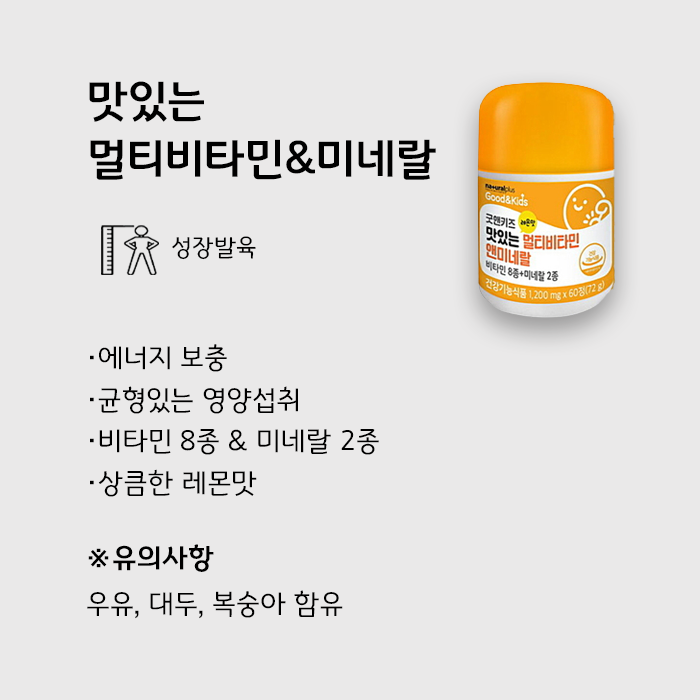 맛있는
멀티비타민&미네랄
성장발육
naturalplus
Good&Kids
굿앤키즈
레몬맛
맛있는 멀티비타민
앤미네랄
비타민 8종+미네랄 2종
건강기능식품 1,200 mg x 60정(72 g)
·에너지 보충
·균형있는 영양섭취
·비타민 8종 & 미네랄 2종
·상큼한 레몬맛
※유의사항
우유, 대두, 복숭아 함유